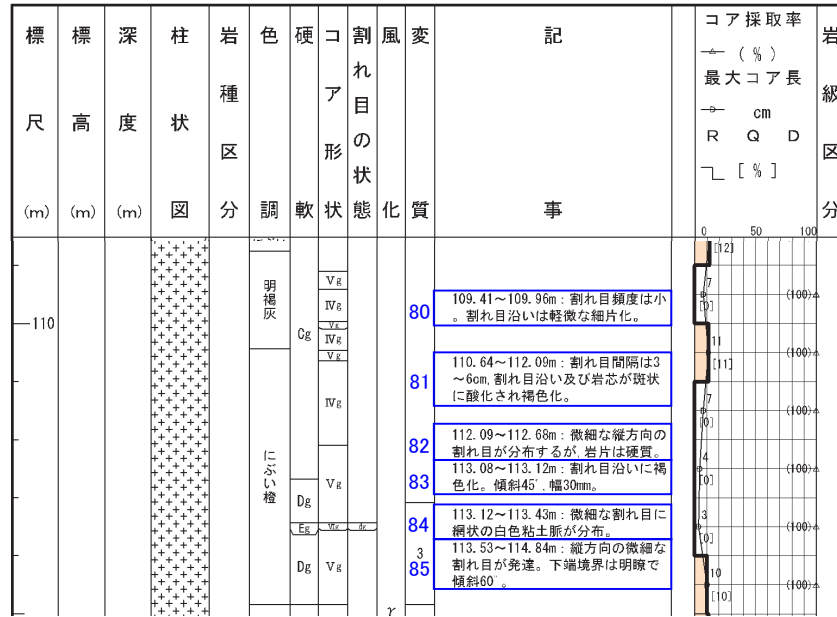 標尺(m)
標高(m)
深度(m)
柱状図
岩種区分
色調
硬軟
コア形状
割れ目の状態
風化
変質
記事
コア採取率
(%)
最大コア長
cm
R Q D
[%]
岩級区分
0 50 100
110
明褐灰
にぶい橙
Cg
Dg
Eg
Dg
Vg
Ⅳg
Vg
Ⅳg
Vg
Ⅳg
Vg
Ⅵg
Vg
dg
γ
3
80
109.41～109.96m：割れ目頻度は小
。割れ目沿いは軽微な細片化。
81
110.64～112.09m：割れ目間隔は3
～6cm,割れ目沿い及び岩芯が斑状
に酸化され褐色化。
82
112.09～112.68m：微細な縦方向の
割れ目が分布するが,岩片は硬質。
83
113.08～113.12m：割れ目沿いに褐
色化。傾斜45ﾟ、幅30mm。
84
113.12～113.43m：微細な割れ目に
網状の白色粘土脈が分布。
85
113.53～114.84m：縦方向の微細な
割れ目が発達。下端境界は明瞭で
傾斜60ﾟ。
[12]
7
[0]
(100)
11
[11]
(100)
7
[0]
(100)
4
[0]
(100)
3
[0]
(100)
10
[10]
(100)